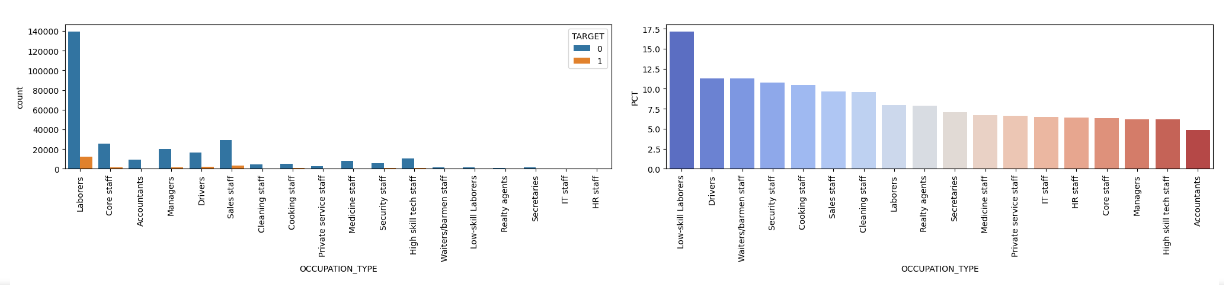 140000
120000
100000
80000
60000
40000
20000
0
count
TARGET
0
1
Laborers
Core staff
Accountants
Managers
Drivers
Sales staff
Cleaning staff
Cooking staff
Private service staff
Medicine staff
Security staff
High skill tech staff
Waiters/barmen staff
Low-skill Laborers
Realty agents
Secretaries
IT staff
HR staff
OCCUPATION_TYPE
17.5
15.0
12.5
10.0
7.5
5.0
2.5
0.0
PCT
Low-skill Laborers
Drivers
Waiters/barmen staff
Security staff
Cooking staff
Sales staff
Cleaning staff
Laborers
Realty agents
Secretaries
Medicine staff
Private service staff
IT staff
HR staff
Core staff
Managers
High skill tech staff
Accountants
OCCUPATION_TYPE